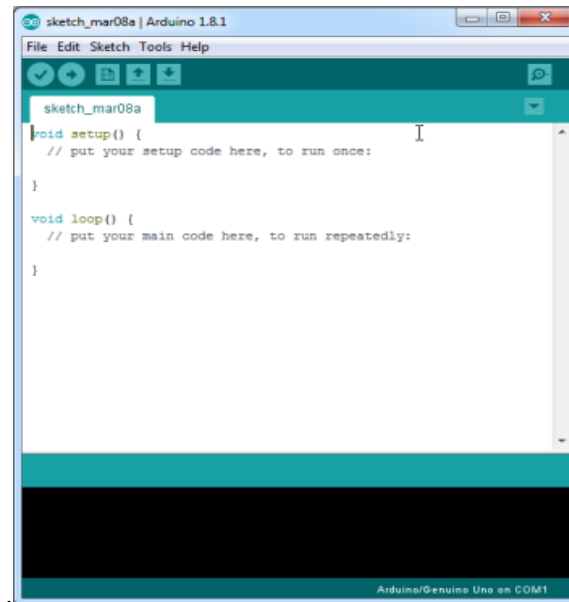 sketch_mar08a | Arduino 1.8.1
File Edit Sketch Tools Help
sketch_mar08a
void setup() {
// put your setup code here, to run once:
}
void loop() {
// put your main code here, to run repeatedly:
}
Arduino/Genuino Uno on COM1